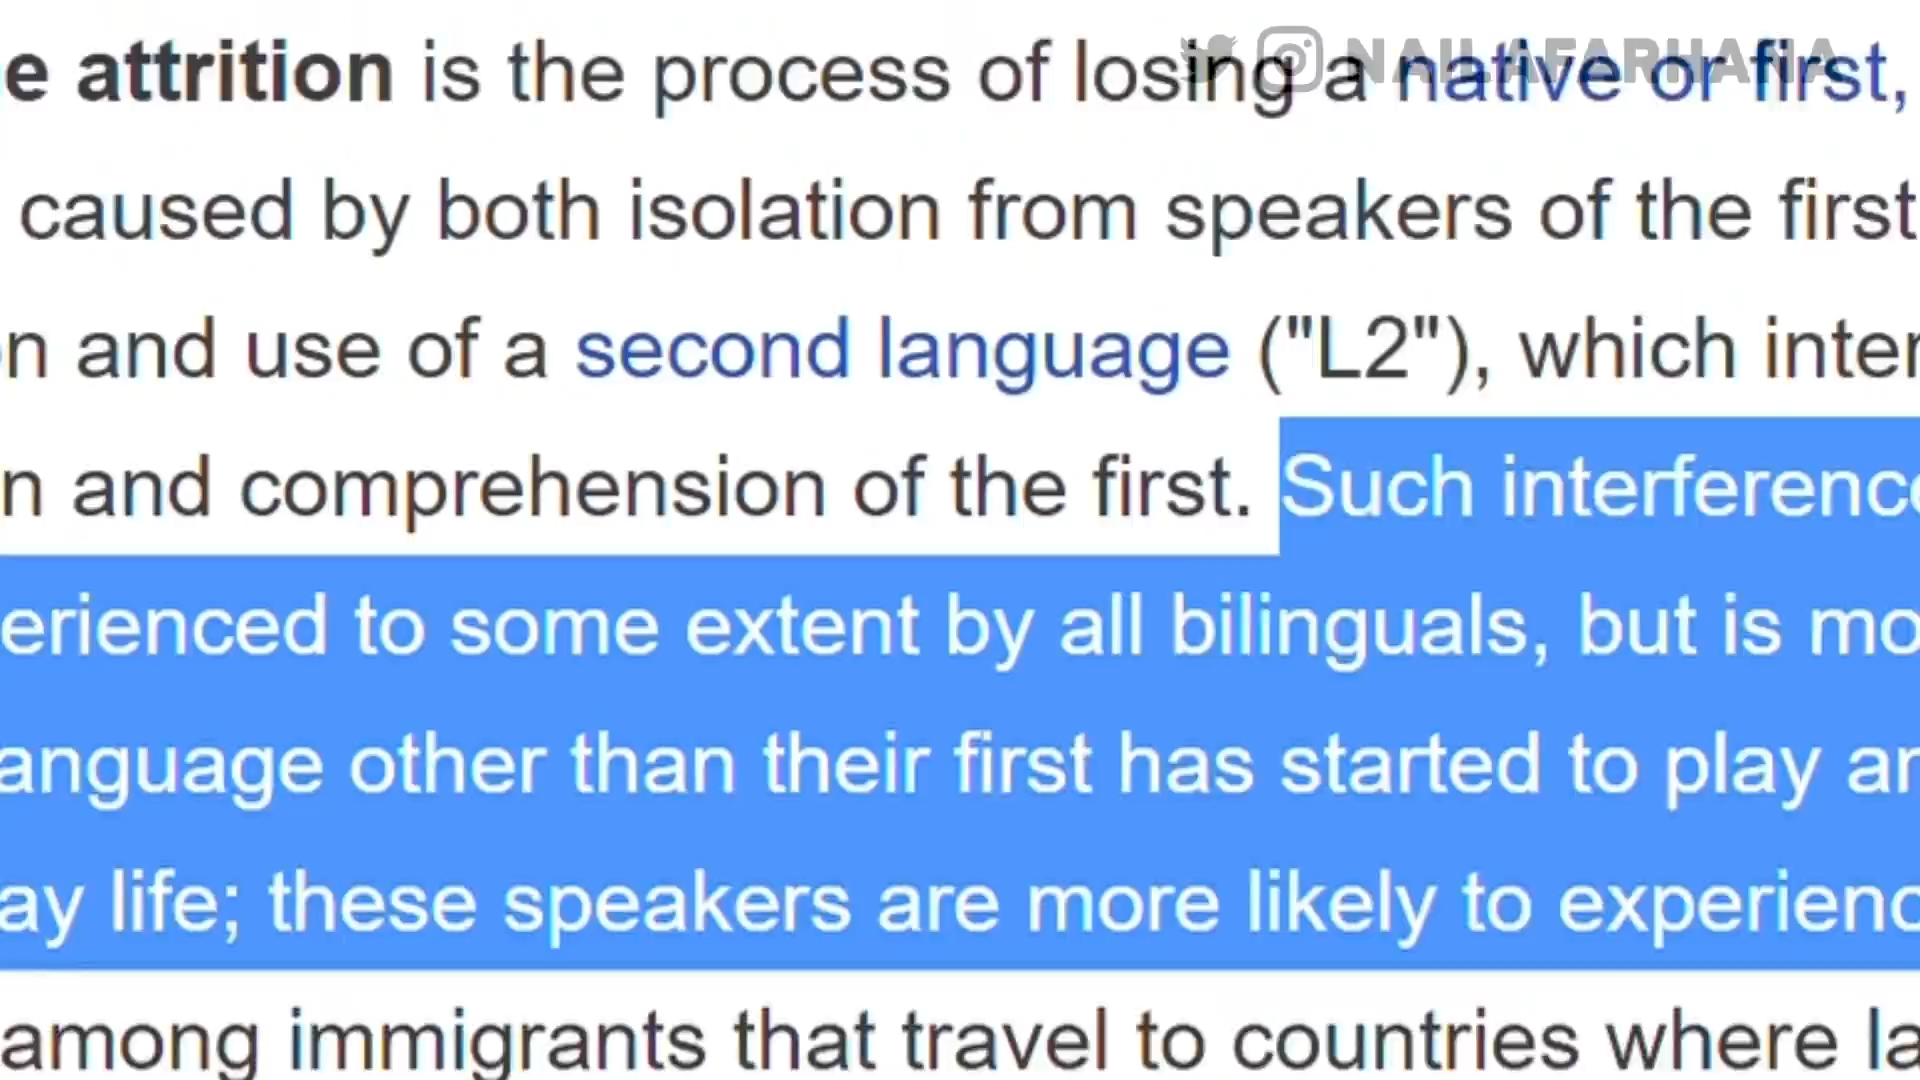 e attrition is the process of losing a native or first,
NAILAFARHANA
caused by both isolation from speakers of the first
n and use of a second language ("L2"), which inter
n and comprehension of the first. Such interference
erienced to some extent by all bilinguals, but is mo
anguage other than their first has started to play an
ay life; these speakers are more likely to experienc
among immigrants that travel to countries where la